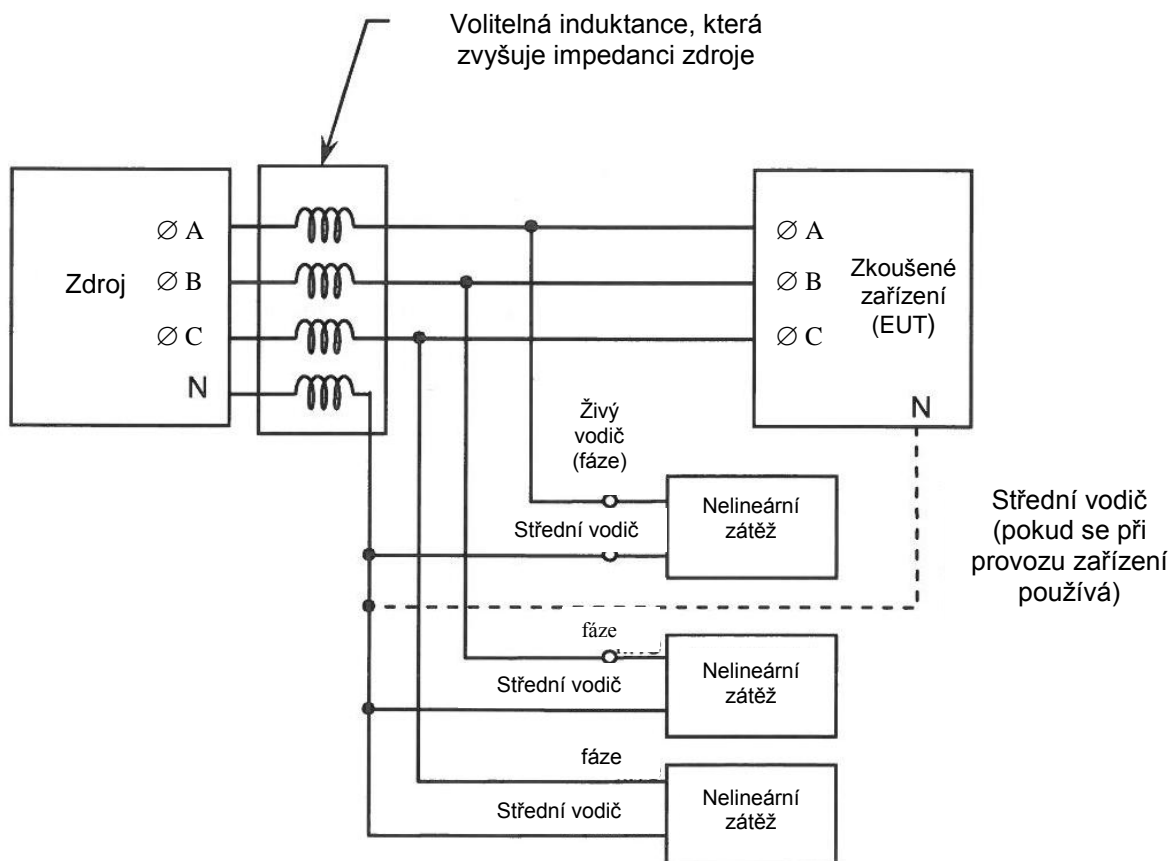 Volitelná induktance, která
zvyšuje impedanci zdroje
Zdroj
∅ A
∅ B
∅ C
N
∅ A
∅ B
∅ C
Zkoušené
zařízení
(EUT)
N
Živý
vodič
(fáze)
Střední vodič
Nelineární
zátěž
Střední vodič
(pokud se při
provozu zařízení
používá)
fáze
Střední vodič
Nelineární
zátěž
fáze
Střední vodič
Nelineární
zátěž